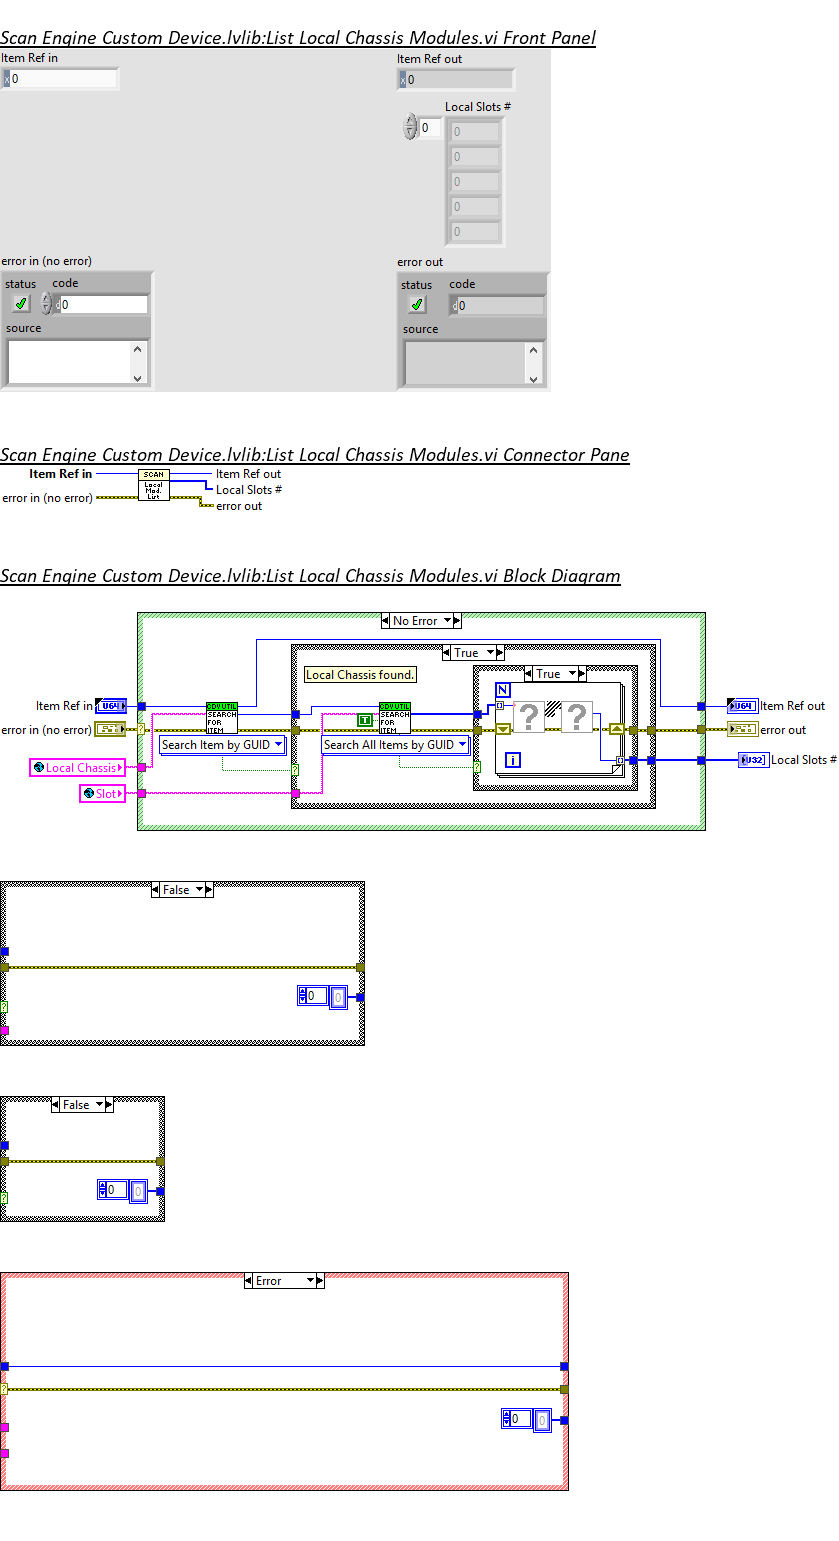 Scan Engine Custom Device.lvlib:List Local Chassis Modules.vi Front Panel
Item Ref in
Item Ref out
x 0
x 0
Local Slots #
0
0
0
0
0
0
error in (no error)
error out
status code
status code
d 0
d 0
source
source
Scan Engine Custom Device.lvlib:List Local Chassis Modules.vi Connector Pane
Item Ref in
SCAN
Item Ref out
Local
Mod.
List
Local Slots #
error in (no error)
error out
Scan Engine Custom Device.lvlib:List Local Chassis Modules.vi Block Diagram
No Error
True
Local Chassis found.
True
N
Item Ref in
U64
CDV UTIL
SEARCH
FOR
ITEM
CDV UTIL
SEARCH
FOR
ITEM
T
? ?
U64
Item Ref out
error in (no error)
?
error out
Search Item by GUID
Search All Items by GUID
Local Chassis
?
?
i
U32
Local Slots #
Slot
False
0 0
?
False
0 0
?
Error
?
0 0